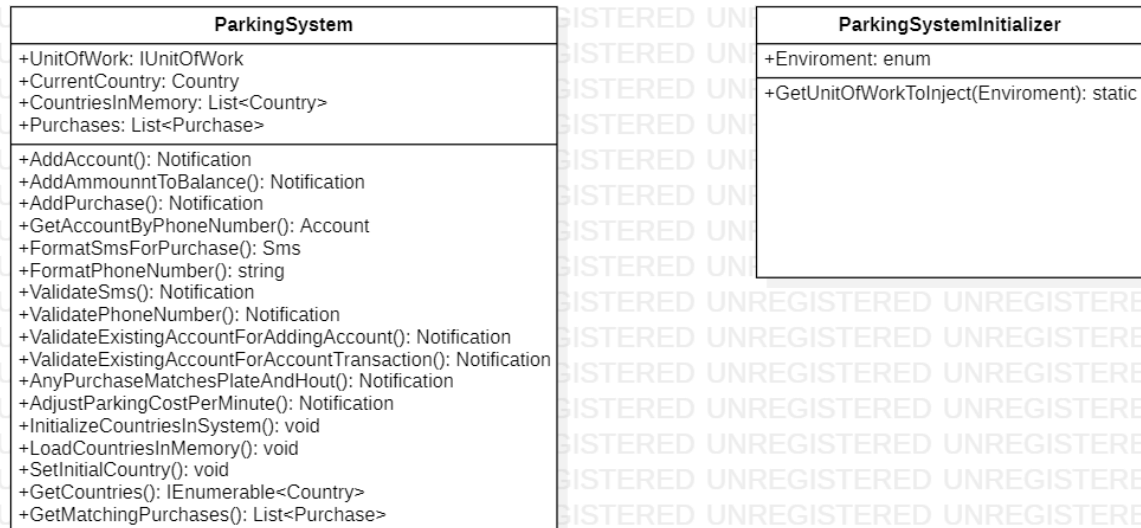 ParkingSystem
+UnitOfWork: IUnitOfWork
+CurrentCountry: Country
+CountriesInMemory: List<Country>
+Purchases: List<Purchase>
+AddAccount(): Notification
+AddAmmounntToBalance(): Notification
+AddPurchase(): Notification
+GetAccountByPhoneNumber(): Account
+FormatSmsForPurchase(): Sms
+FormatPhoneNumber(): string
+ValidateSms(): Notification
+ValidatePhoneNumber(): Notification
+ValidateExistingAccountForAddingAccount(): Notification
+ValidateExistingAccountForAccountTransaction(): Notification
+AnyPurchaseMatchesPlateAndHout(): Notification
+AdjustParkingCostPerMinute(): Notification
+InitializeCountriesInSystem(): void
+LoadCountriesInMemory(): void
+SetInitialCountry(): void
+GetCountries(): IEnumerable<Country>
+GetMatchingPurchases(): List<Purchase>
ParkingSystemInitializer
+Enviroment: enum
+GetUnitOfWorkToInject(Enviroment): static
UNREGISTERED UNREGISTERED